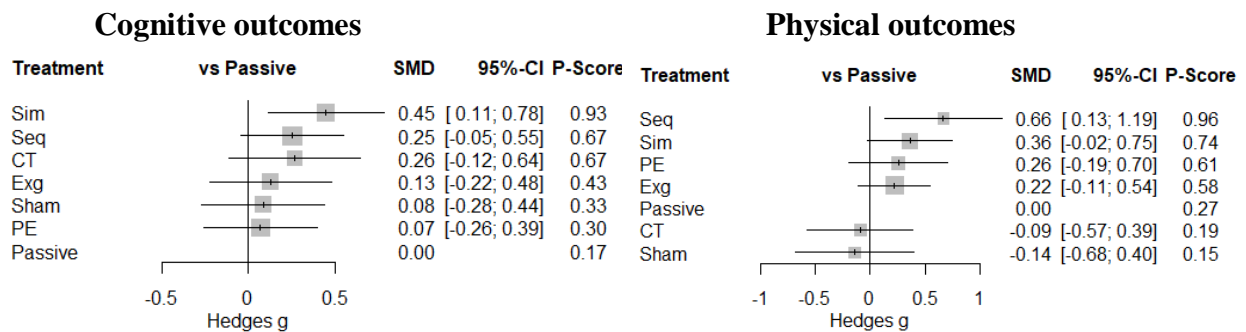 Cognitive outcomes
Treatment vs Passive SMD 95%-CI P-Score
Sim 0.45 [ 0.11; 0.78] 0.93
Seq 0.25 [-0.05; 0.55] 0.67
CT 0.26 [-0.12; 0.64] 0.67
Exg 0.13 [-0.22; 0.48] 0.43
Sham 0.08 [-0.28; 0.44] 0.33
PE 0.07 [-0.26; 0.39] 0.30
Passive 0.00 0.17
-0.5 0 0.5
Hedges g
Physical outcomes
Treatment vs Passive SMD 95%-CI P-Score
Seq 0.66 [ 0.13; 1.19] 0.96
Sim 0.36 [-0.02; 0.75] 0.74
PE 0.26 [-0.19; 0.70] 0.61
Exg 0.22 [-0.11; 0.54] 0.58
Passive 0.00 0.27
CT -0.09 [-0.57; 0.39] 0.19
Sham -0.14 [-0.68; 0.40] 0.15
-1 -0.5 0 0.5 1
Hedges g